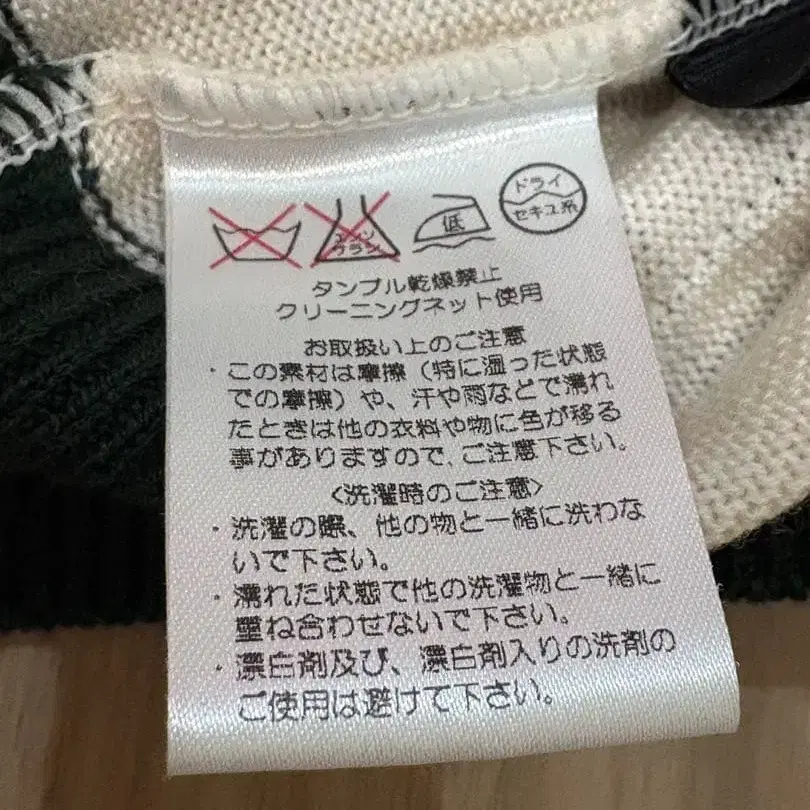 エンソ
サラシ
低
ドライ
セキユ系
タンブル乾燥禁止
クリーニングネット使用
お取扱い上のご注意
・この素材は摩擦（特に湿った状態
での摩擦）や、汗や雨などで濡れ
たときは他の衣料や物に色が移る
事がありますので、ご注意下さい。
〈洗濯時のご注意〉
・洗濯の際、他の物と一緒に洗わな
いで下さい。
・濡れた状態で他の洗濯物と一緒に
重ね合わせないで下さい。
・漂白剤及び、漂白剤入りの洗剤の
ご使用は避けて下さい。